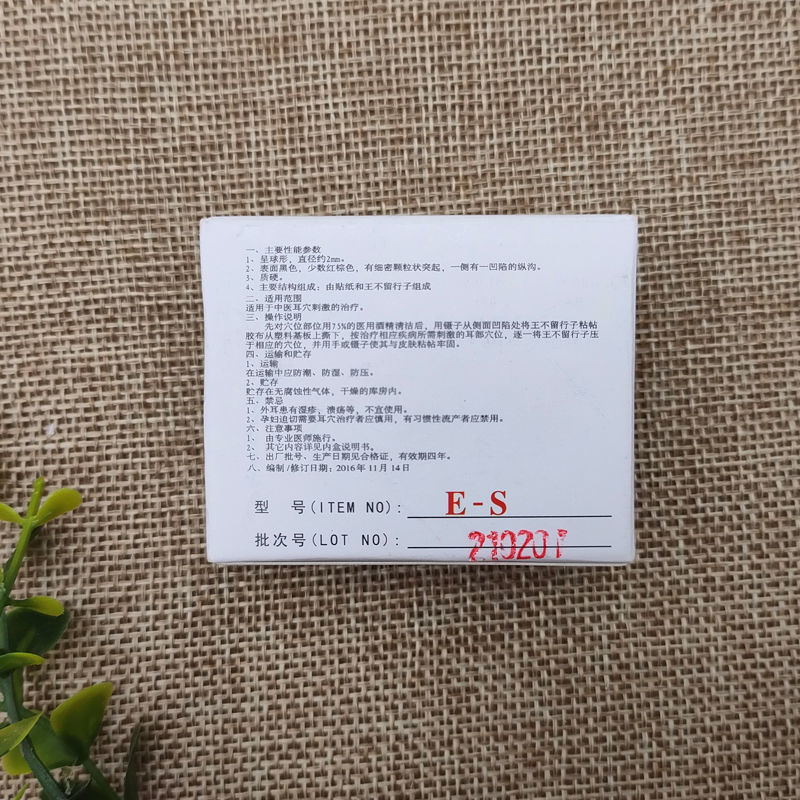 一、主要性能参数
1、呈球形，直径约2mm。
2、表面黑色，少数红棕色，有细密颗粒状突起，一侧有一凹陷的纵沟。
3、质硬。
4、主要结构组成：由贴纸和王不留行子组成
二、适用范围
适用于中医耳穴刺激的治疗。
三、操作说明
先对穴位部位用75%的医用酒精清洁后，用镊子从侧面凹陷处将王不留行子粘帖
胶布从塑料基板上撕下，按治疗相应疾病所需刺激的耳部穴位，逐一将王不留行子压
于相应的穴位，并用手或镊子使其与皮肤粘帖牢固。
四、运输和贮存
1、运输
在运输中应防潮、防湿、防压。
2、贮存
贮存在无腐蚀性气体，干燥的库房内。
五、禁忌
1、外耳患有湿疹，溃疡等，不宜使用。
2、孕妇迫切需要耳穴治疗者应慎用，有习惯性流产者应禁用。
六、注意事项
1、 由专业医师施行。
2、 其它内容详见内盒说明书。
七、出厂批号、生产日期见合格证，有效期四年。
八、编制/修订日期：2016年11月14日
型 号(ITEM NO)： E-S
批次号(LOT NO)： 210201